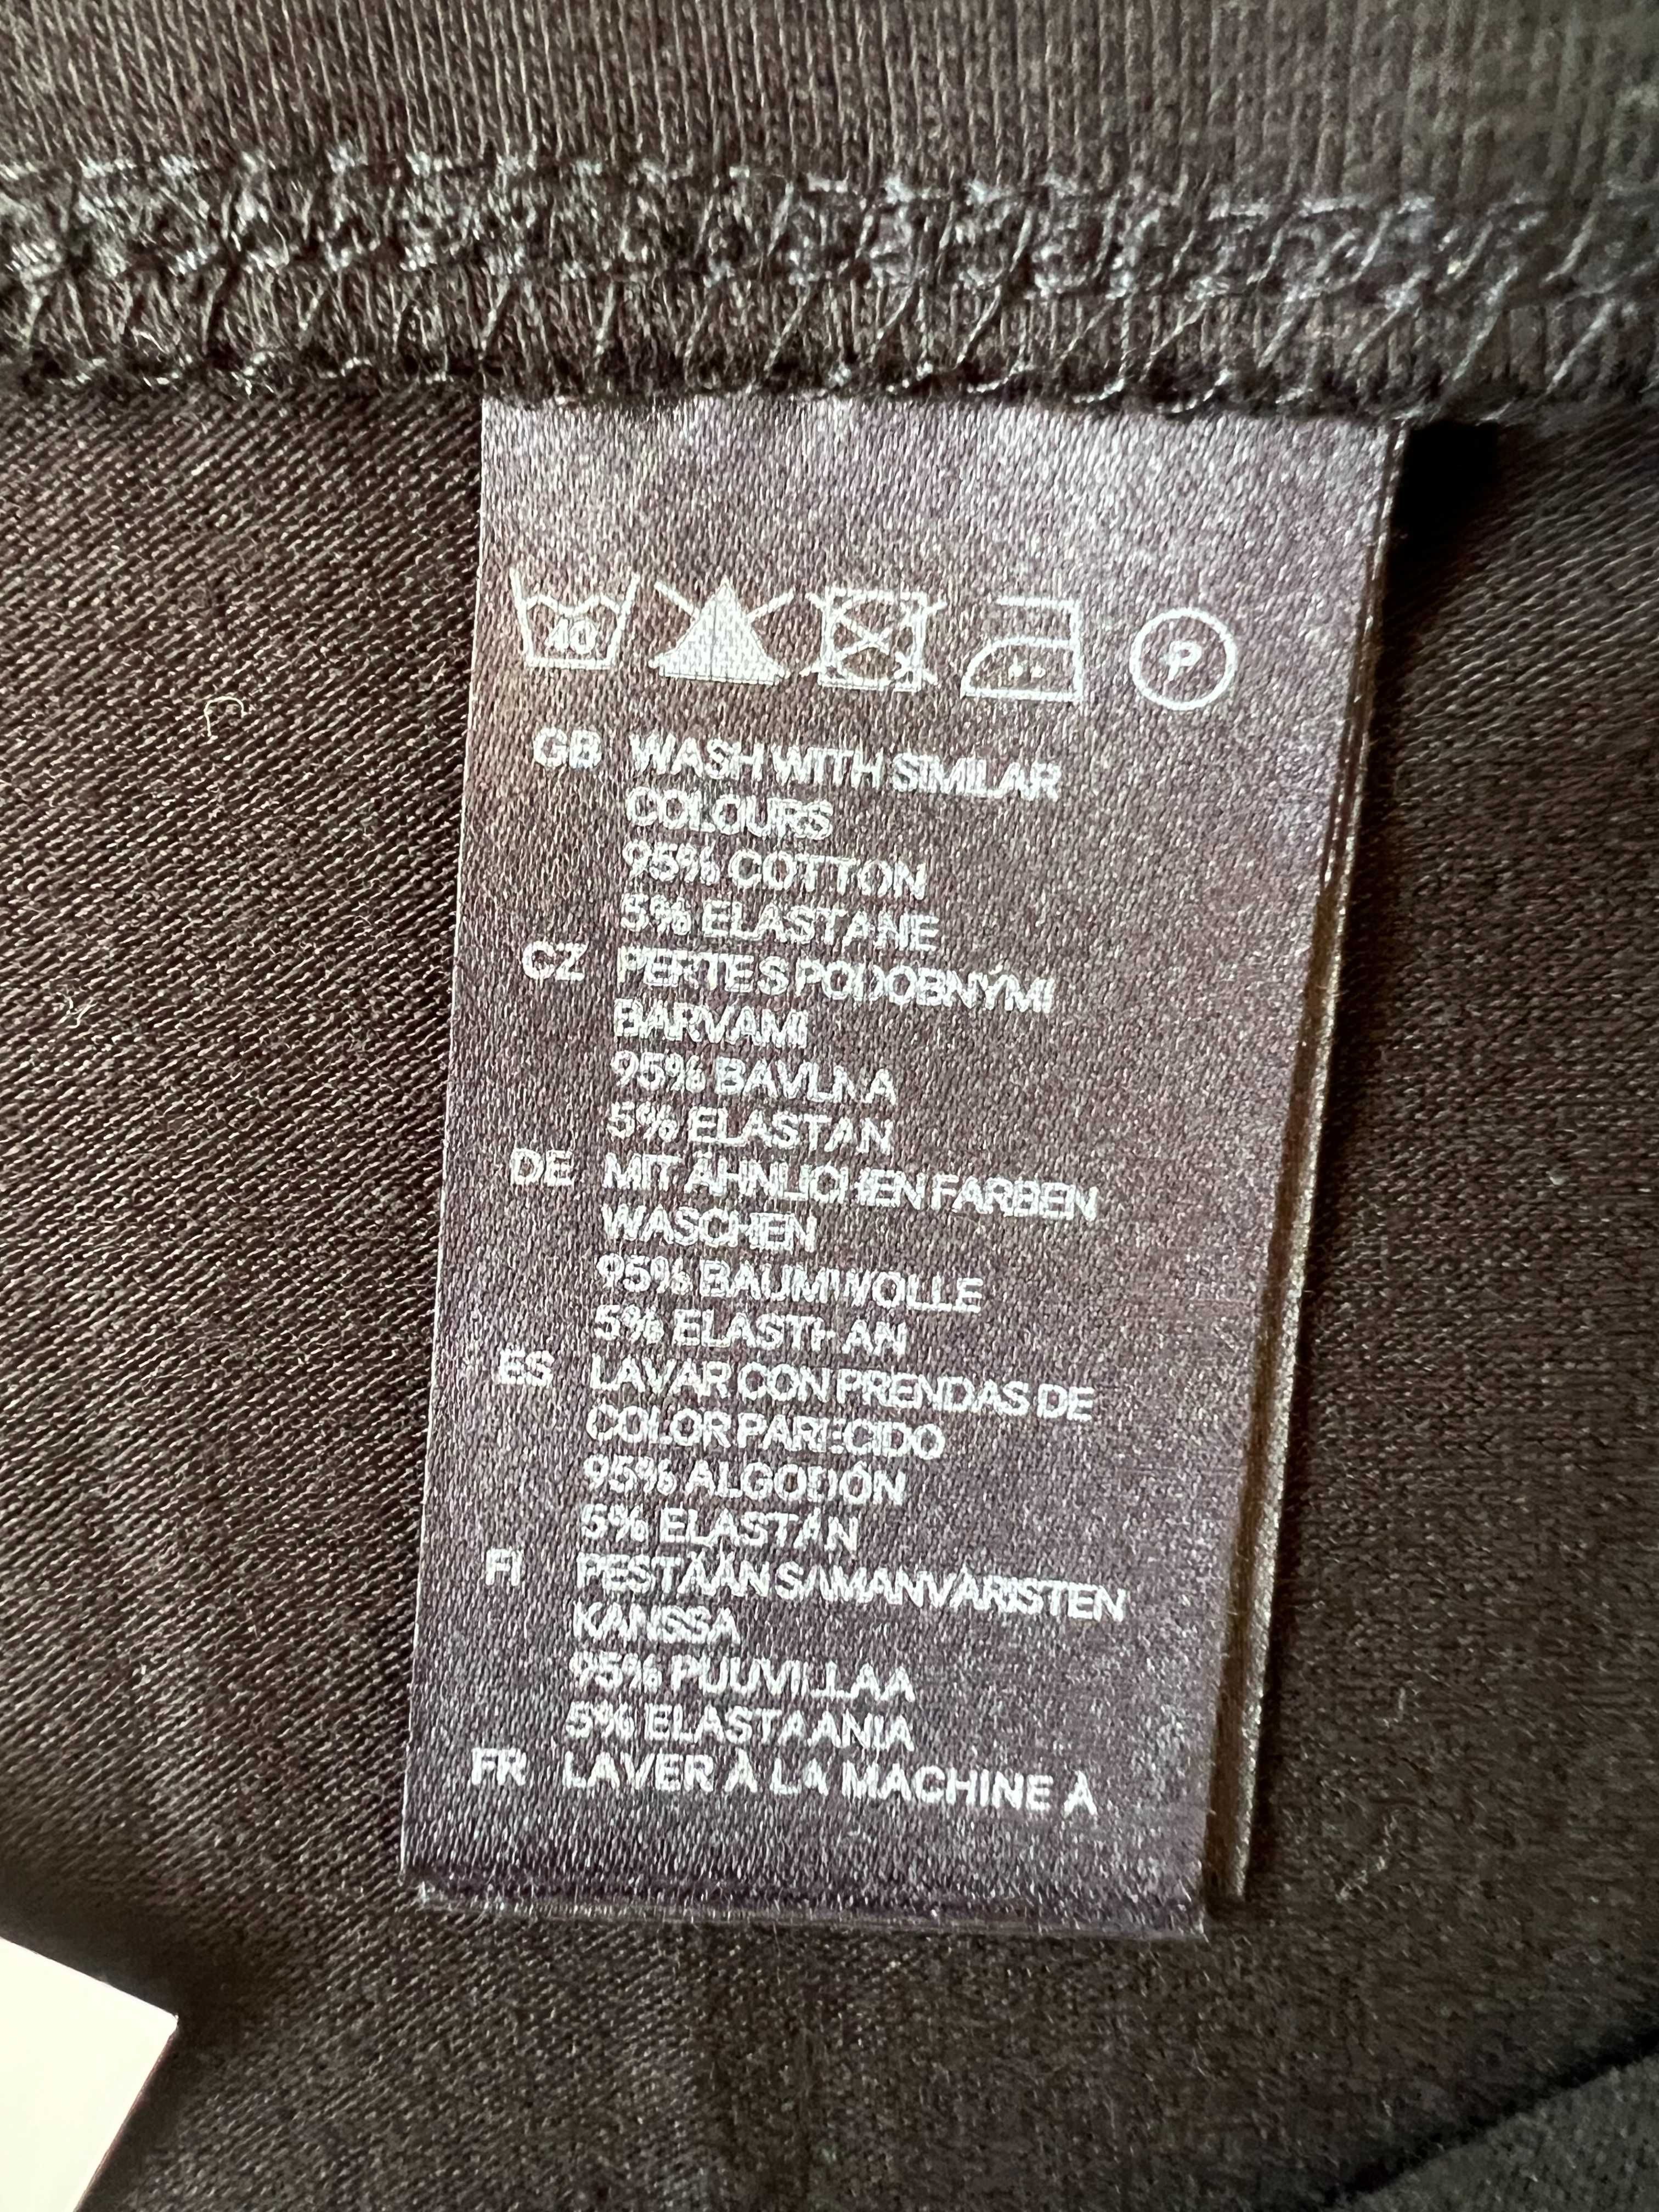 40
P
GB WASH WITH SIMILAR
COLOURS
95% COTTON
5% ELASTANE
CZ PERTE S PODOBNÝMI
BARVAMI
95% BAVLNA
5% ELASTAN
DE MIT ÄHNLICHEN FARBEN
WASCHEN
95% BAUMWOLLE
5% ELASTHAN
ES LAVAR CON PRENDAS DE
COLOR PARECIDO
95% ALGODÓN
5% ELASTÁN
FI PESTÄÄN SAMANVÄRISTEN
KANSSA
95% PUUVILLAA
5% ELASTAANIA
FR LAVER À LA MACHINE À